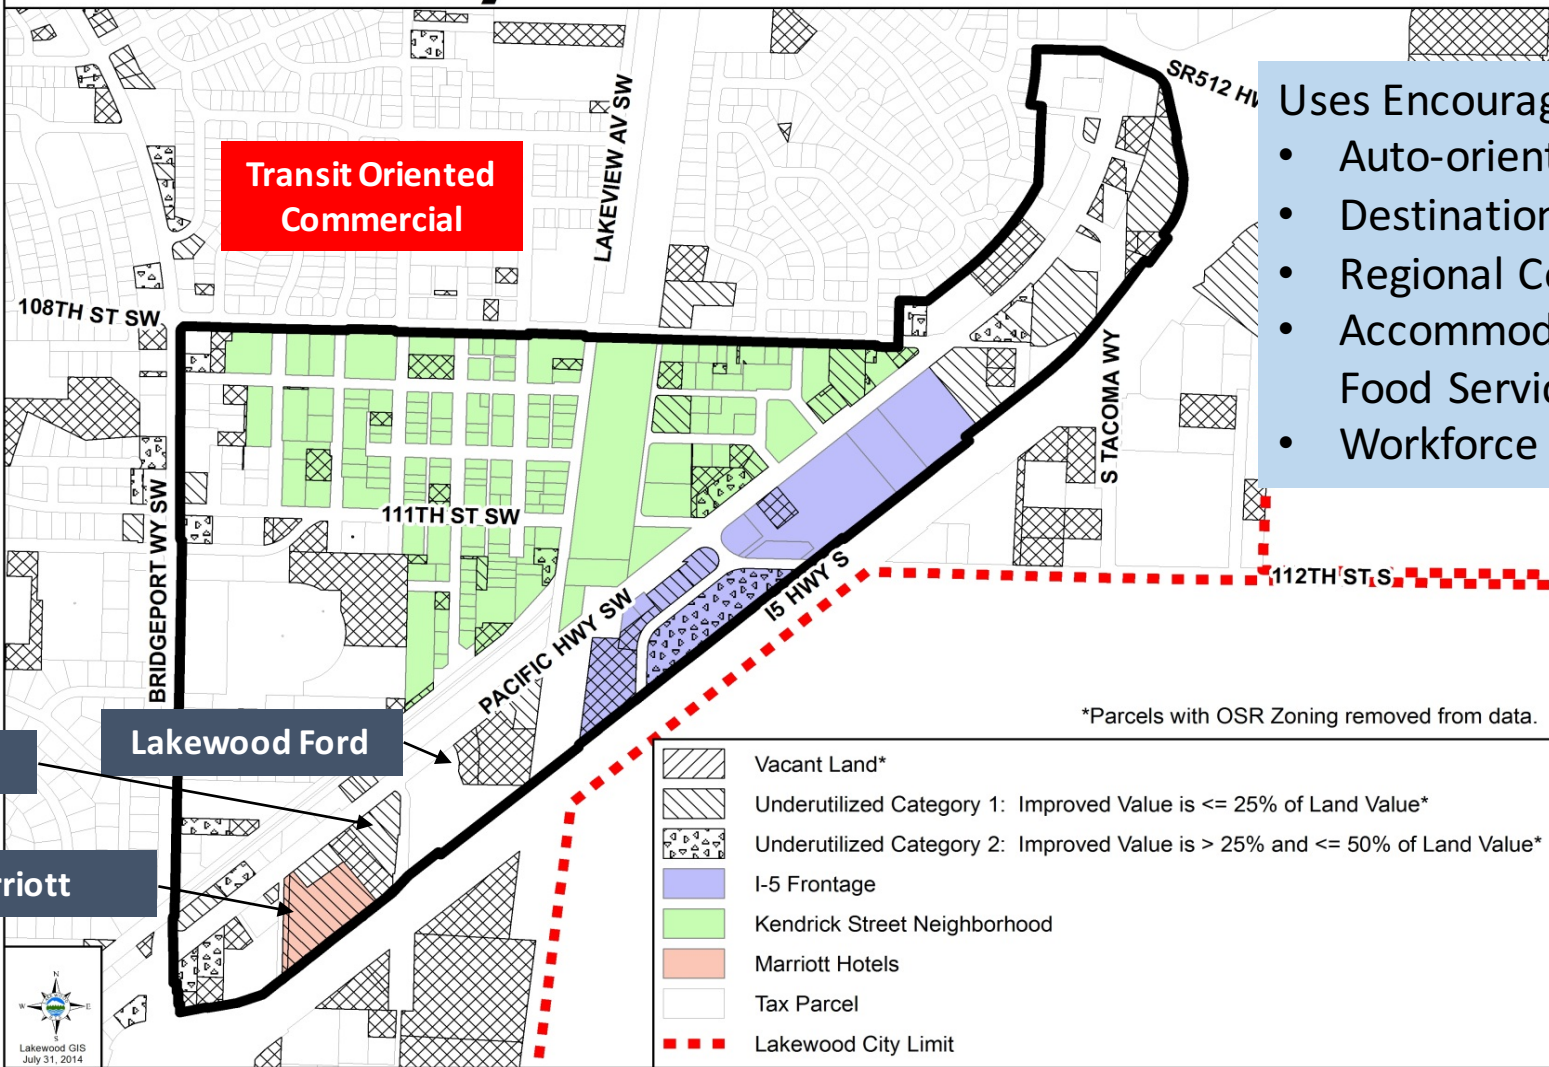 SR512 HW
Uses Encourag
• Auto-orient
• Destination
• Regional Co
• Accommod
Food Servic
• Workforce
Transit Oriented
Commercial
LAKEVIEW AV SW
108TH ST SW
S TACOMA WY
111TH ST SW
BRIDGEPORT WY SW
I5 HWY S
112TH ST S
PACIFIC HWY SW
*Parcels with OSR Zoning removed from data.
Lakewood Ford
rriott
Vacant Land*
Underutilized Category 1: Improved Value is <= 25% of Land Value*
Underutilized Category 2: Improved Value is > 25% and <= 50% of Land Value*
I-5 Frontage
Kendrick Street Neighborhood
Marriott Hotels
Tax Parcel
Lakewood City Limit
N
W E
S
Lakewood GIS
July 31, 2014